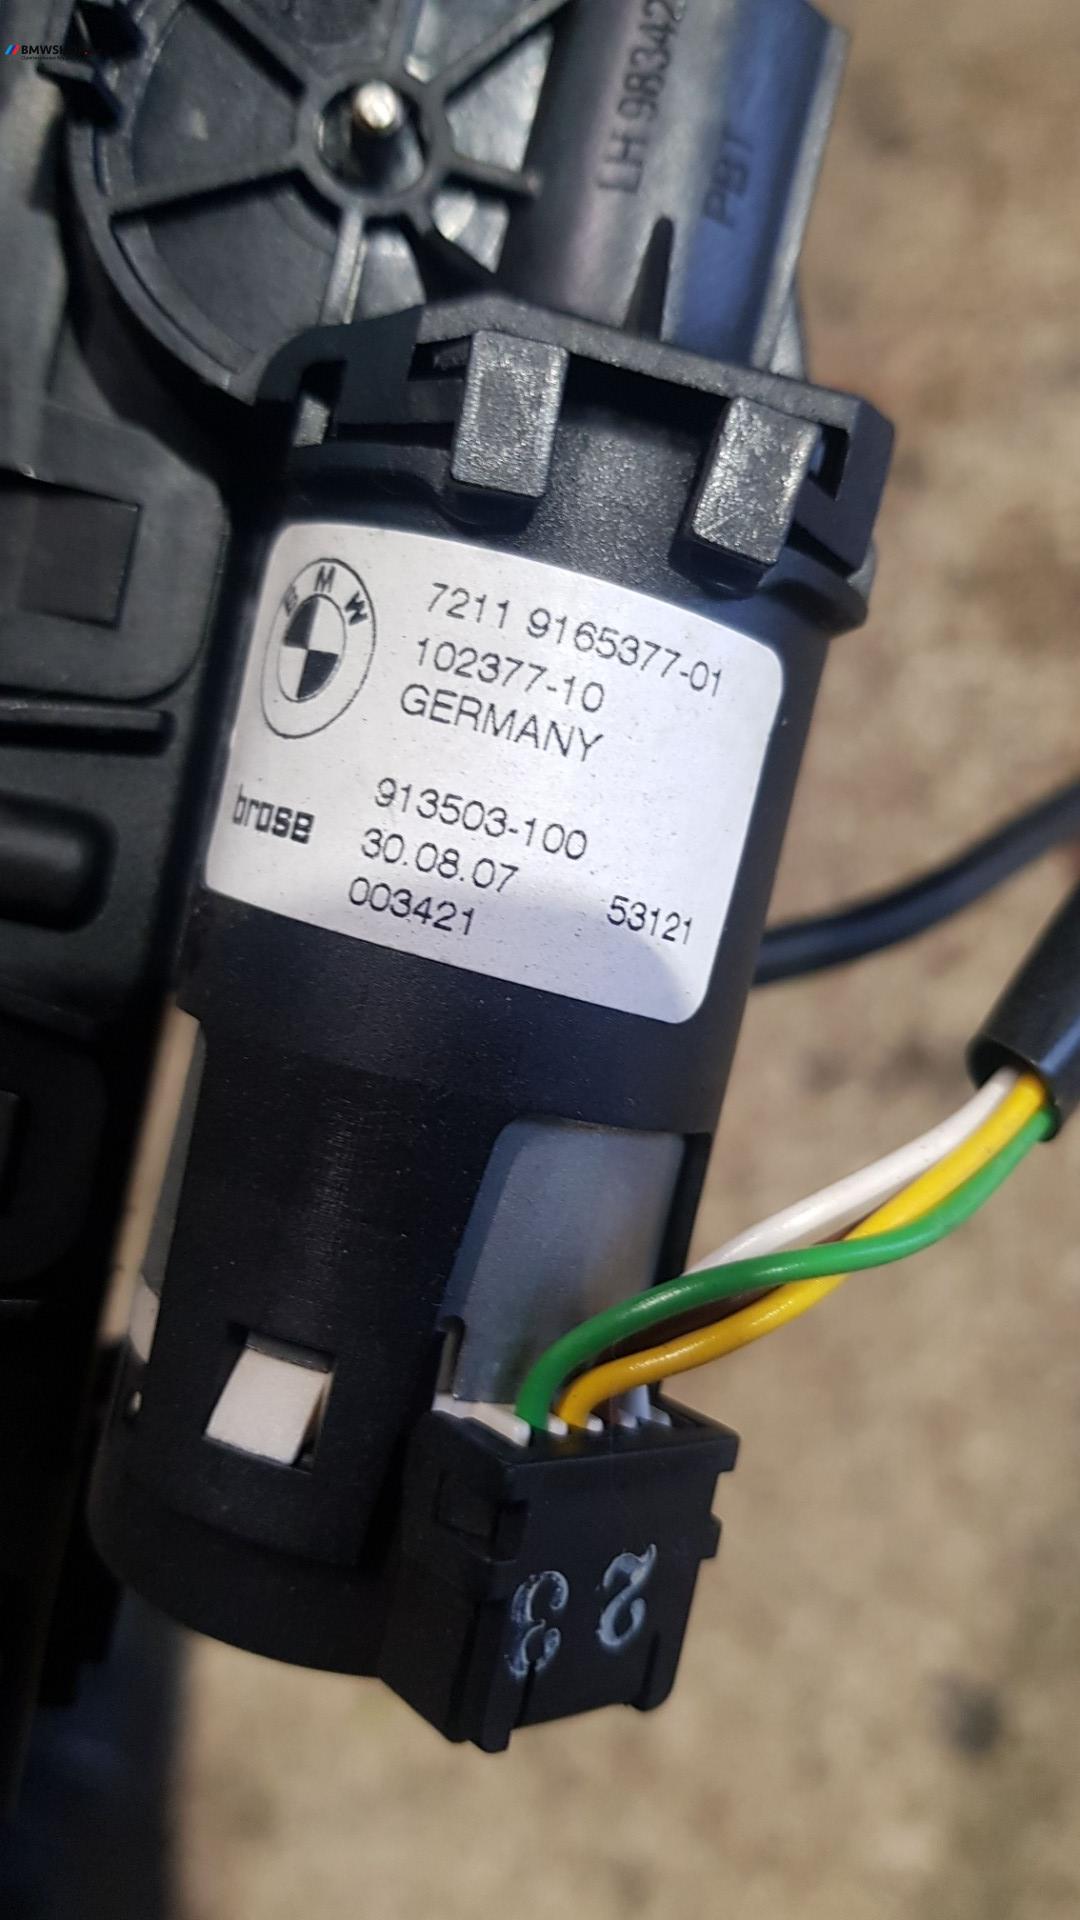 BMWSH
LH 98342
PBT
BMW
7211 9165377-01
102377-10
GERMANY
brose
913503-100
30.08.07
003421
53121
3 2